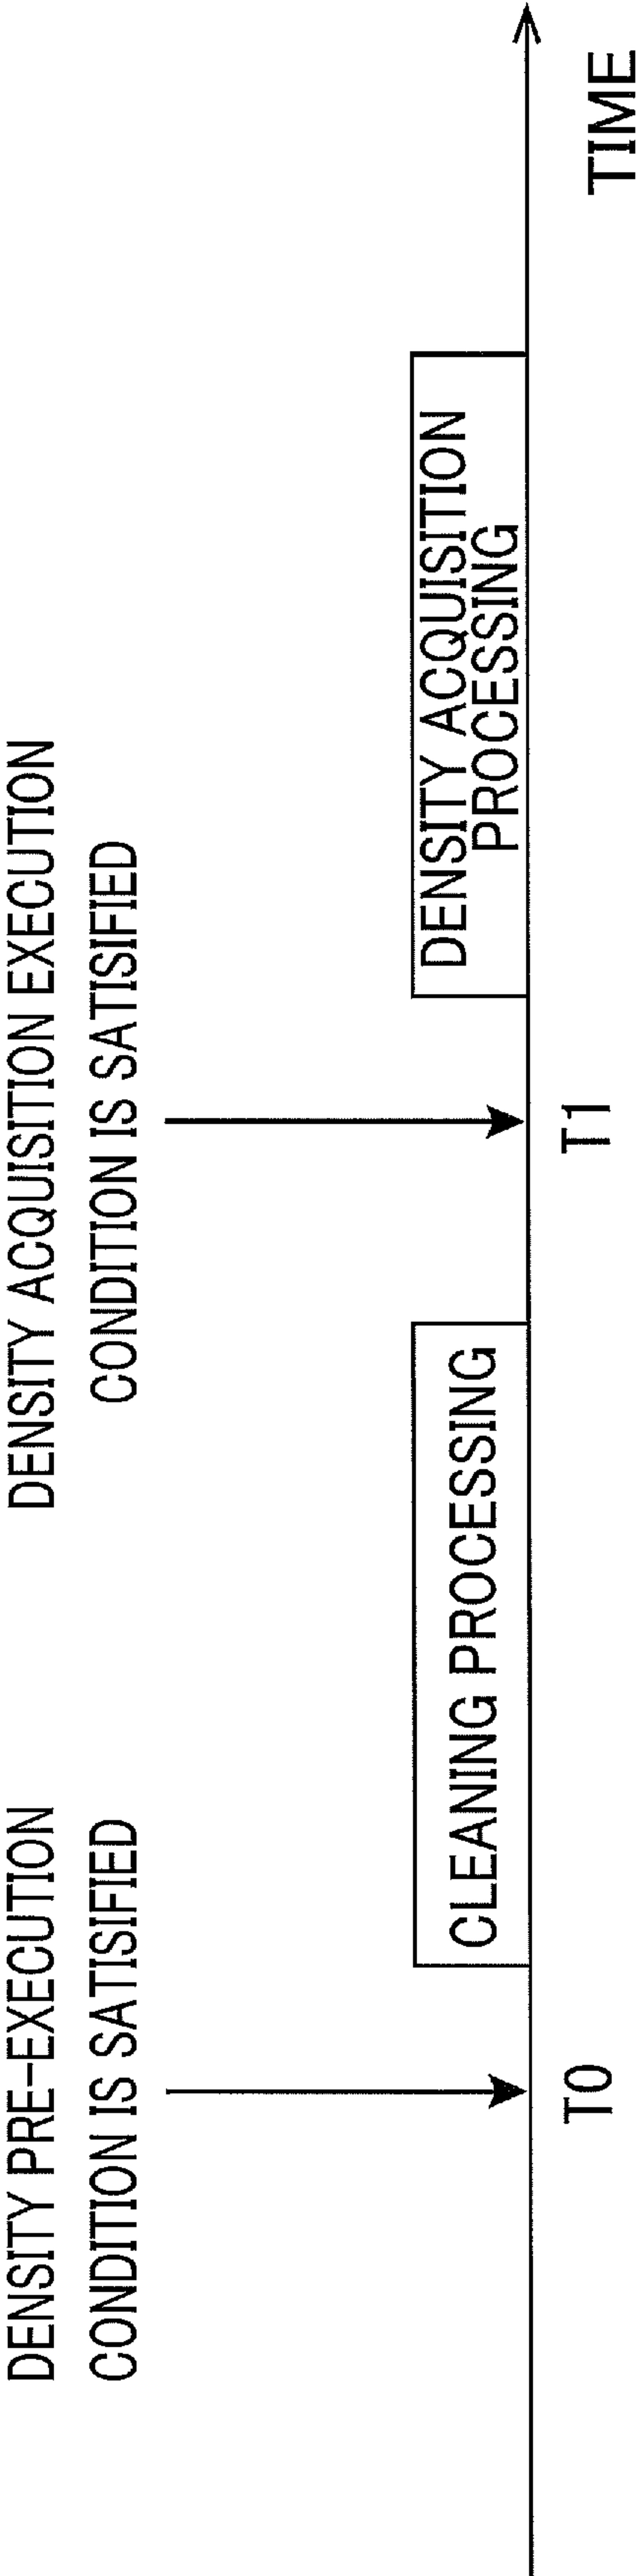 DENSITY PRE-EXECUTION
CONDITION IS SATISIFIED
DENSITY ACQUISITION EXECUTION
CONDITION IS SATISIFIED
CLEANING PROCESSING
DENSITY ACQUISITION
PROCESSING
T0
T1
TIME